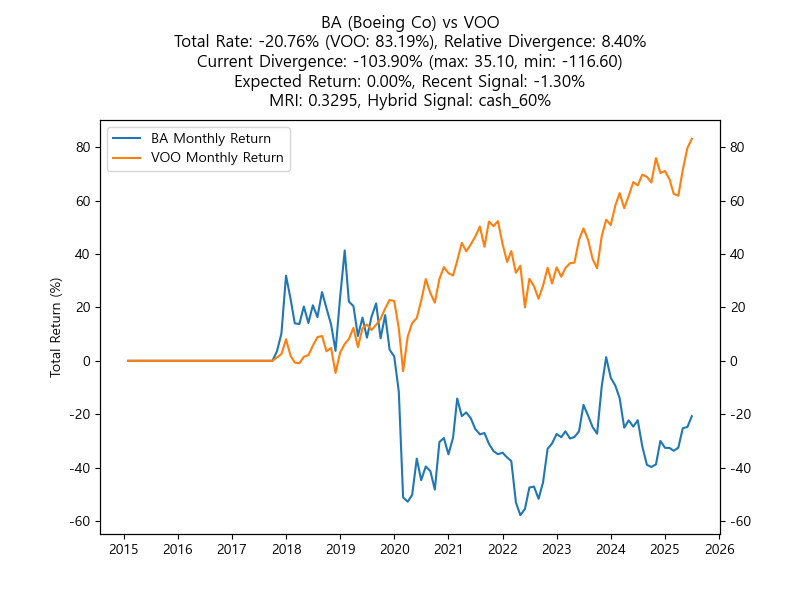 BA (Boeing Co) vs VOO
Total Rate: -20.76% (VOO: 83.19%), Relative Divergence: 8.40%
Current Divergence: -103.90% (max: 35.10, min: -116.60)
Expected Return: 0.00%, Recent Signal: -1.30%
MRI: 0.3295, Hybrid Signal: cash_60%
BA Monthly Return
VOO Monthly Return
Total Return (%)
80
60
40
20
0
-20
-40
-60
80
60
40
20
0
-20
-40
-60
2015 2016 2017 2018 2019 2020 2021 2022 2023 2024 2025 2026